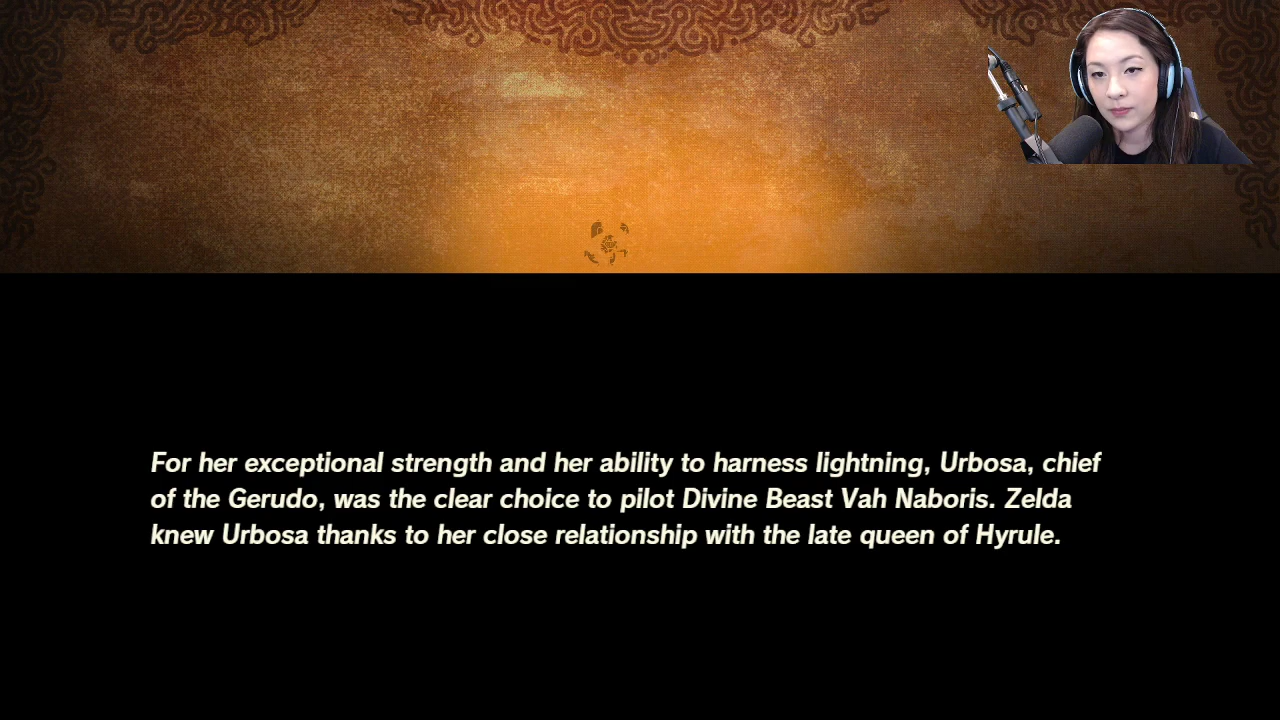 For her exceptional strength and her ability to harness lightning, Urbosa, chief
of the Gerudo, was the clear choice to pilot Divine Beast Vah Naboris. Zelda
knew Urbosa thanks to her close relationship with the late queen of Hyrule.